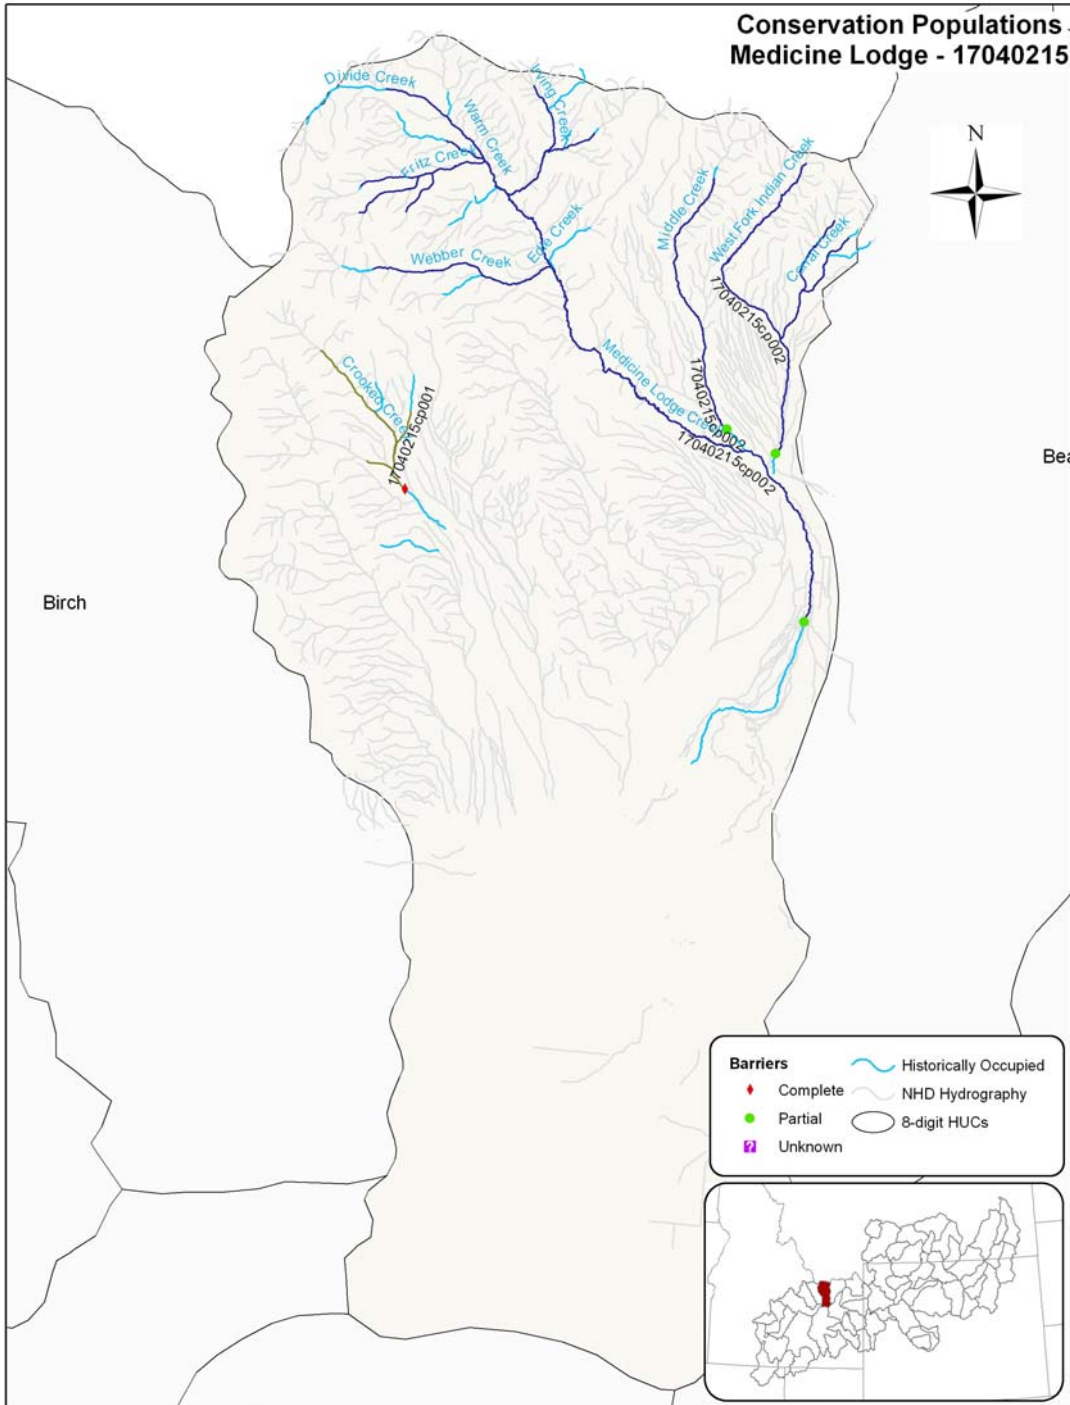 Conservation Populations
Medicine Lodge - 17040215
N
Divide Creek
Warm Creek
Irving Creek
Fritz Creek
Middle Creek
West Fork Indian Creek
Corral Creek
Webber Creek
Edie Creek
17040215cp002
Medicine Lodge Creek
17040215cp002
17040215cp002
Crooked Creek
17040215cp001
Bea
Birch
Barriers
Complete
Partial
? Unknown
Historically Occupied
NHD Hydrography
8-digit HUCs